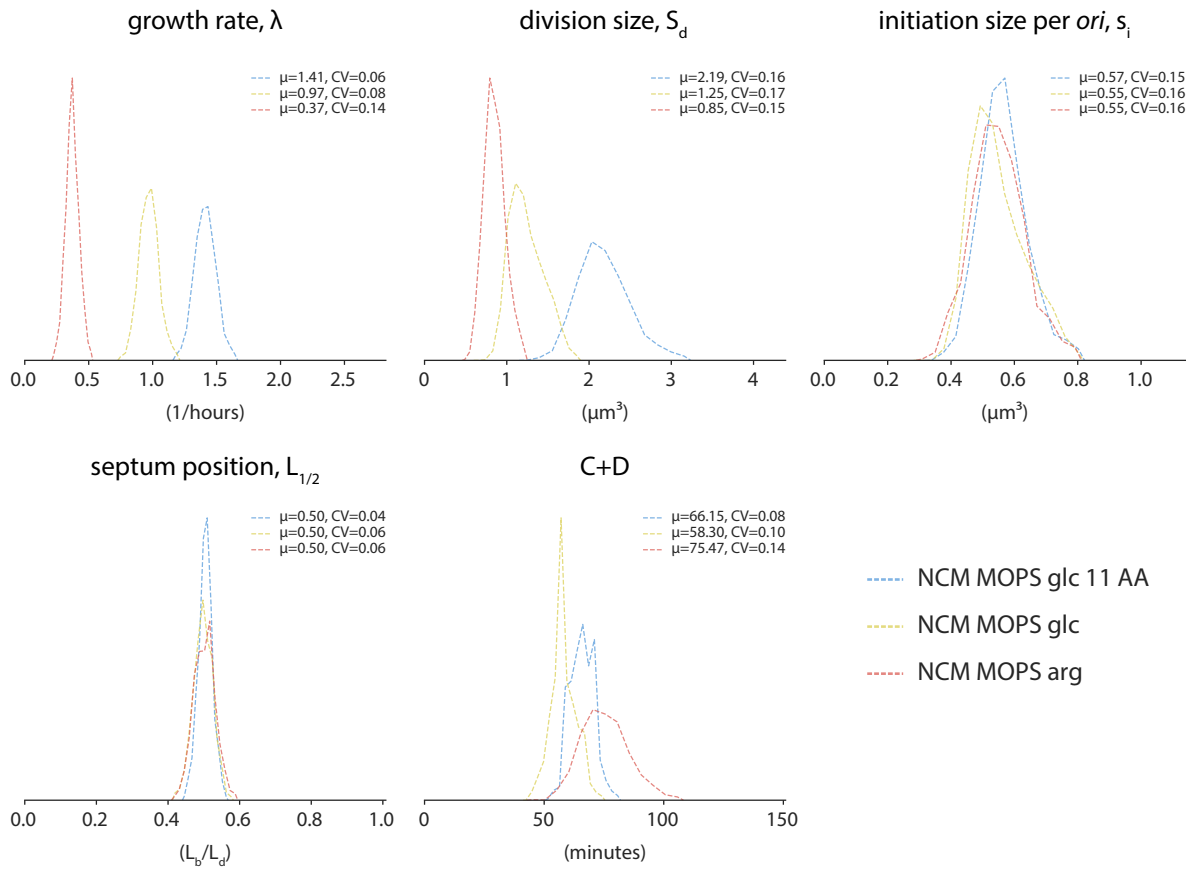 growth rate, λ
μ=1.41, CV=0.06
μ=0.97, CV=0.08
μ=0.37, CV=0.14
0.0 0.5 1.0 1.5 2.0 2.5
(1/hours)
division size, S_d
μ=2.19, CV=0.16
μ=1.25, CV=0.17
μ=0.85, CV=0.15
0 1 2 3 4
(μm³)
initiation size per ori, s_i
μ=0.57, CV=0.15
μ=0.55, CV=0.16
μ=0.55, CV=0.16
0.0 0.2 0.4 0.6 0.8 1.0
(μm³)
septum position, L_1/2
μ=0.50, CV=0.04
μ=0.50, CV=0.06
μ=0.50, CV=0.06
0.0 0.2 0.4 0.6 0.8 1.0
(L_b/L_d)
C+D
μ=66.15, CV=0.08
μ=58.30, CV=0.10
μ=75.47, CV=0.14
0 50 100 150
(minutes)
NCM MOPS glc 11 AA
NCM MOPS glc
NCM MOPS arg